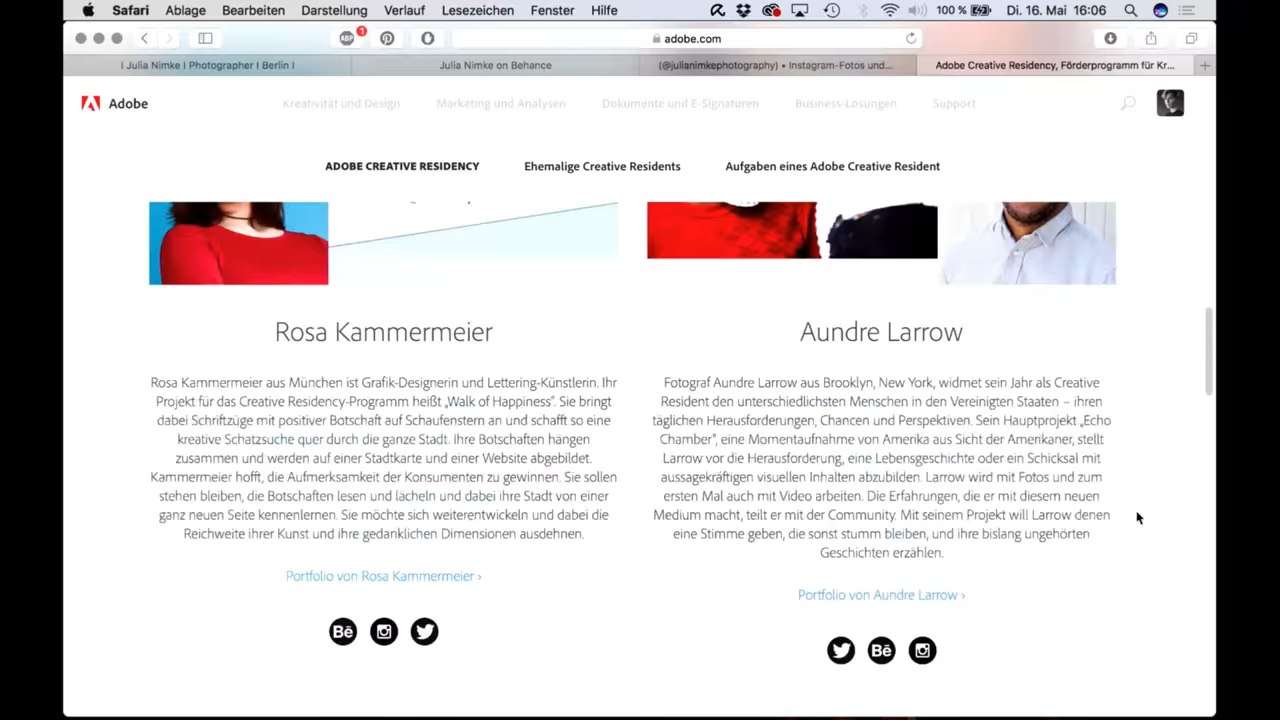 Safari Ablage Bearbeiten Darstellung Verlauf Lesezeichen Fenster Hilfe 100 % Di. 16. Mai 16:06
ABP 1 adobe.com
I Julia Nimke I Photographer I Berlin I Julia Nimke on Behance (@julianimkephotography) • Instagram-Fotos und... Adobe Creative Residency, Förderprogramm für Kr...
Adobe Kreativität und Design Marketing und Analysen Dokumente und E-Signaturen Business-Lösungen Support
ADOBE CREATIVE RESIDENCY Ehemalige Creative Residents Aufgaben eines Adobe Creative Resident
Rosa Kammermeier
Rosa Kammermeier aus München ist Grafik-Designerin und Lettering-Künstlerin. Ihr
Projekt für das Creative Residency-Programm heißt „Walk of Happiness“. Sie bringt
dabei Schriftzüge mit positiver Botschaft auf Schaufenstern an und schafft so eine
kreative Schatzsuche quer durch die ganze Stadt. Ihre Botschaften hängen
zusammen und werden auf einer Stadtkarte und einer Website abgebildet.
Kammermeier hofft, die Aufmerksamkeit der Konsumenten zu gewinnen. Sie sollen
stehen bleiben, die Botschaften lesen und lächeln und dabei ihre Stadt von einer
ganz neuen Seite kennenlernen. Sie möchte sich weiterentwickeln und dabei die
Reichweite ihrer Kunst und ihre gedanklichen Dimensionen ausdehnen.
Portfolio von Rosa Kammermeier ›
Bē
Aundre Larrow
Fotograf Aundre Larrow aus Brooklyn, New York, widmet sein Jahr als Creative
Resident den unterschiedlichsten Menschen in den Vereinigten Staaten – ihren
täglichen Herausforderungen, Chancen und Perspektiven. Sein Hauptprojekt „Echo
Chamber“, eine Momentaufnahme von Amerika aus Sicht der Amerikaner, stellt
Larrow vor die Herausforderung, eine Lebensgeschichte oder ein Schicksal mit
aussagekräftigen visuellen Inhalten abzubilden. Larrow wird mit Fotos und zum
ersten Mal auch mit Video arbeiten. Die Erfahrungen, die er mit diesem neuen
Medium macht, teilt er mit der Community. Mit seinem Projekt will Larrow denen
eine Stimme geben, die sonst stumm bleiben, und ihre bislang ungehörten
Geschichten erzählen.
Portfolio von Aundre Larrow ›
Bē